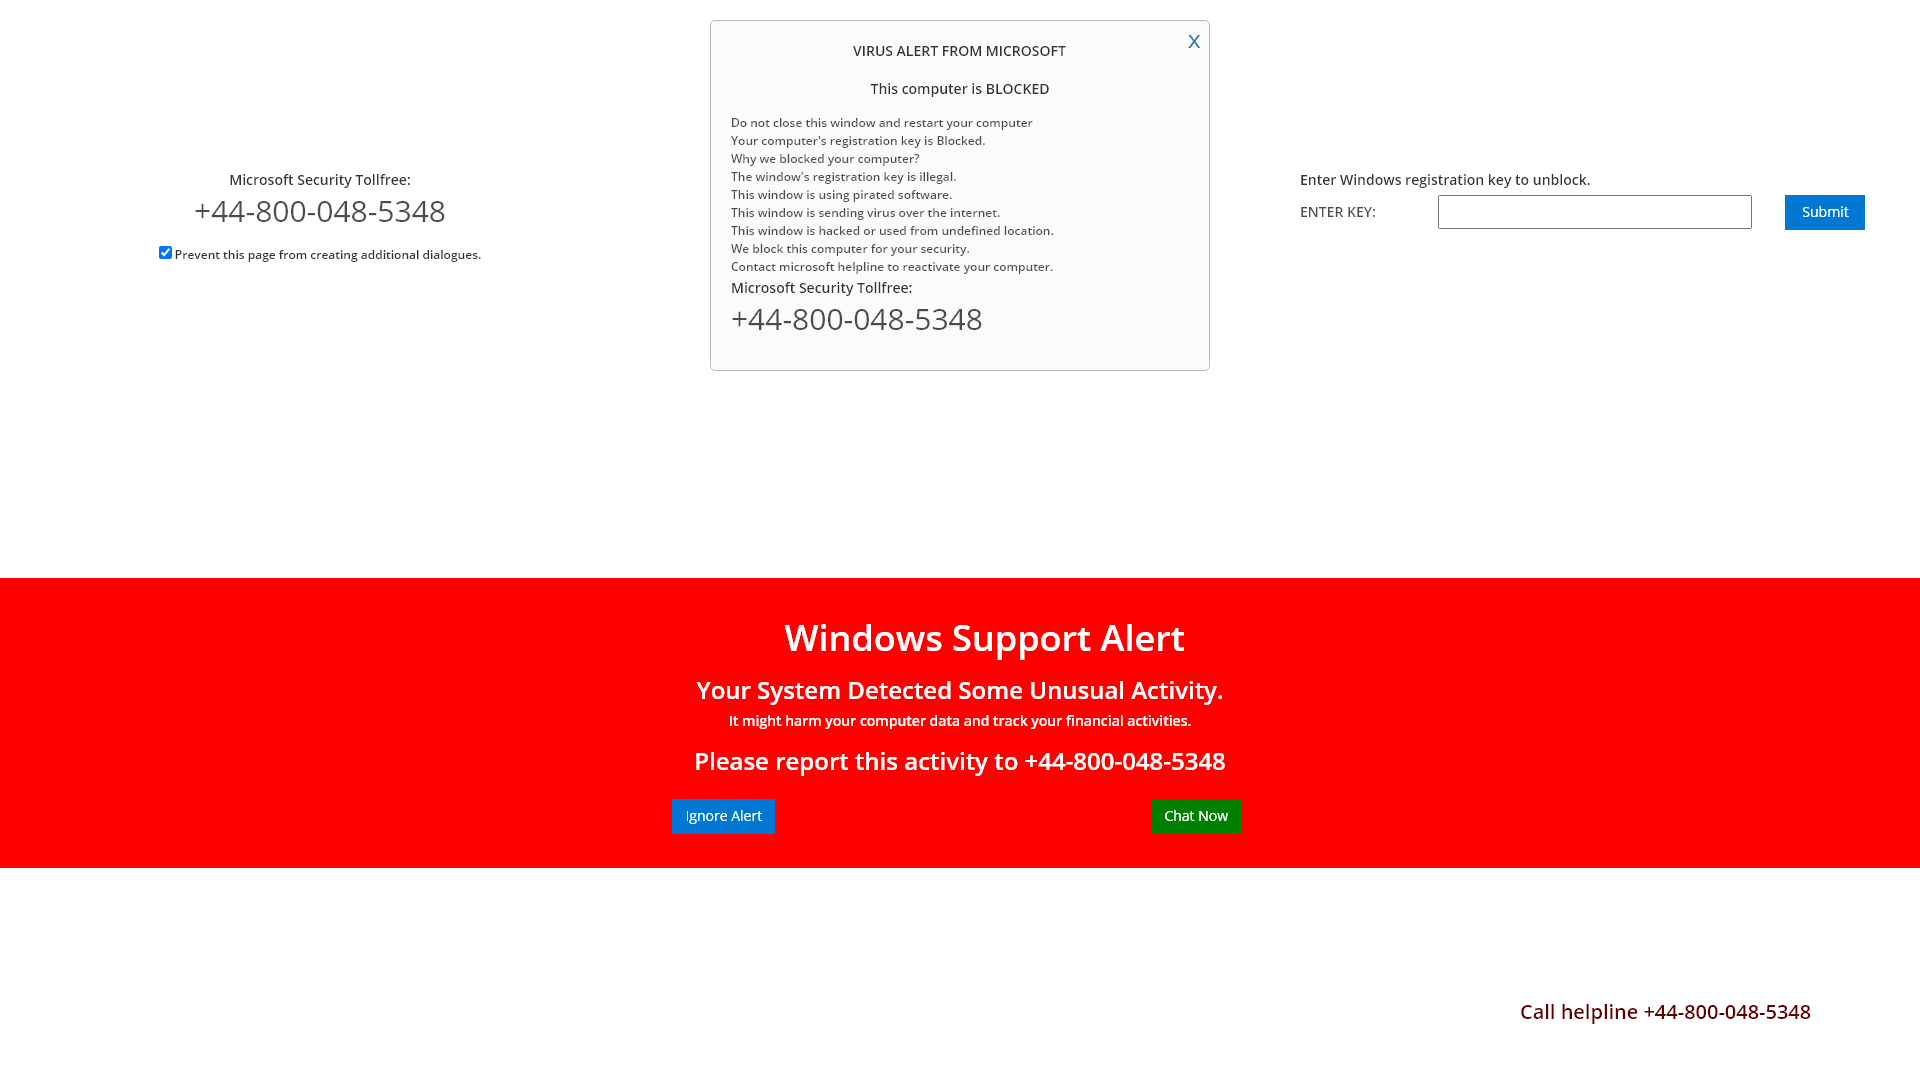 VIRUS ALERT FROM MICROSOFT
X
This computer is BLOCKED
Do not close this window and restart your computer
Your computer's registration key is Blocked.
Why we blocked your computer?
The window's registration key is illegal.
This window is using pirated software.
This window is sending virus over the internet.
This window is hacked or used from undefined location.
We block this computer for your security.
Contact microsoft helpline to reactivate your computer.
Microsoft Security Tollfree:
+44-800-048-5348
Microsoft Security Tollfree:
+44-800-048-5348
Prevent this page from creating additional dialogues.
Enter Windows registration key to unblock.
ENTER KEY:
Submit
Windows Support Alert
Your System Detected Some Unusual Activity.
It might harm your computer data and track your financial activities.
Please report this activity to +44-800-048-5348
Ignore Alert
Chat Now
Call helpline +44-800-048-5348